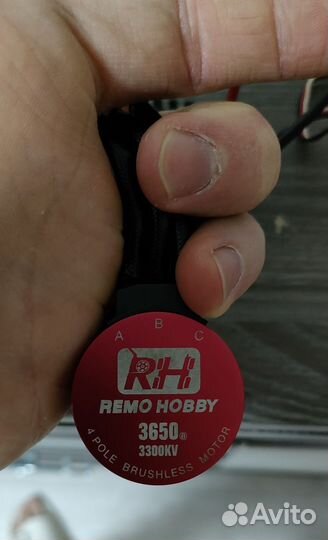 A B C
RH
REMO HOBBY
3650
3300KV
4 POLE BRUSHLESS MOTOR
Avito